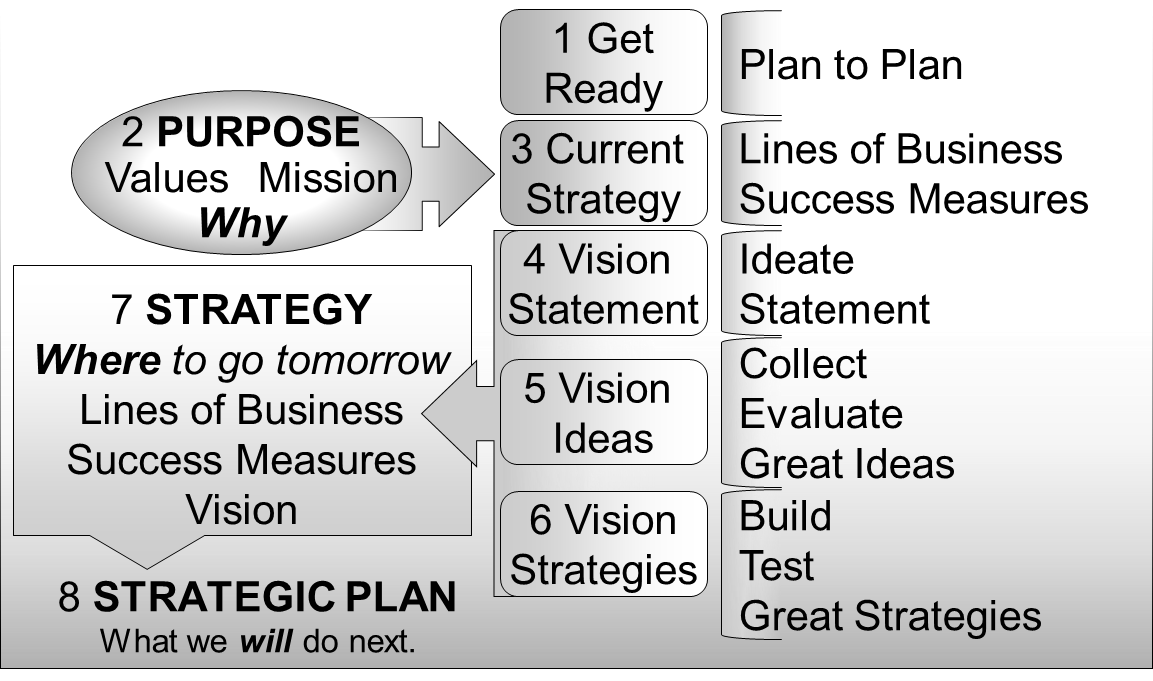 1 Get
Ready
Plan to Plan
2 PURPOSE
Values Mission
Why
3 Current
Strategy
Lines of Business
Success Measures
4 Vision
Statement
Ideate
Statement
5 Vision
Ideas
Collect
Evaluate
Great Ideas
6 Vision
Strategies
Build
Test
Great Strategies
7 STRATEGY
Where to go tomorrow
Lines of Business
Success Measures
Vision
8 STRATEGIC PLAN
What we will do next.